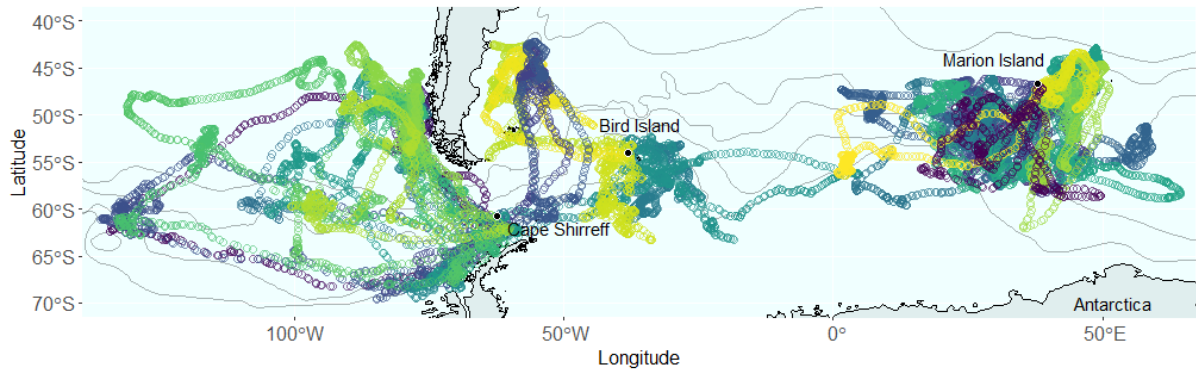 40°S
45°S
50°S
55°S
60°S
65°S
70°S
Latitude
Marion Island
Bird Island
Cape Shirreff
Antarctica
100°W
50°W
0°
50°E
Longitude